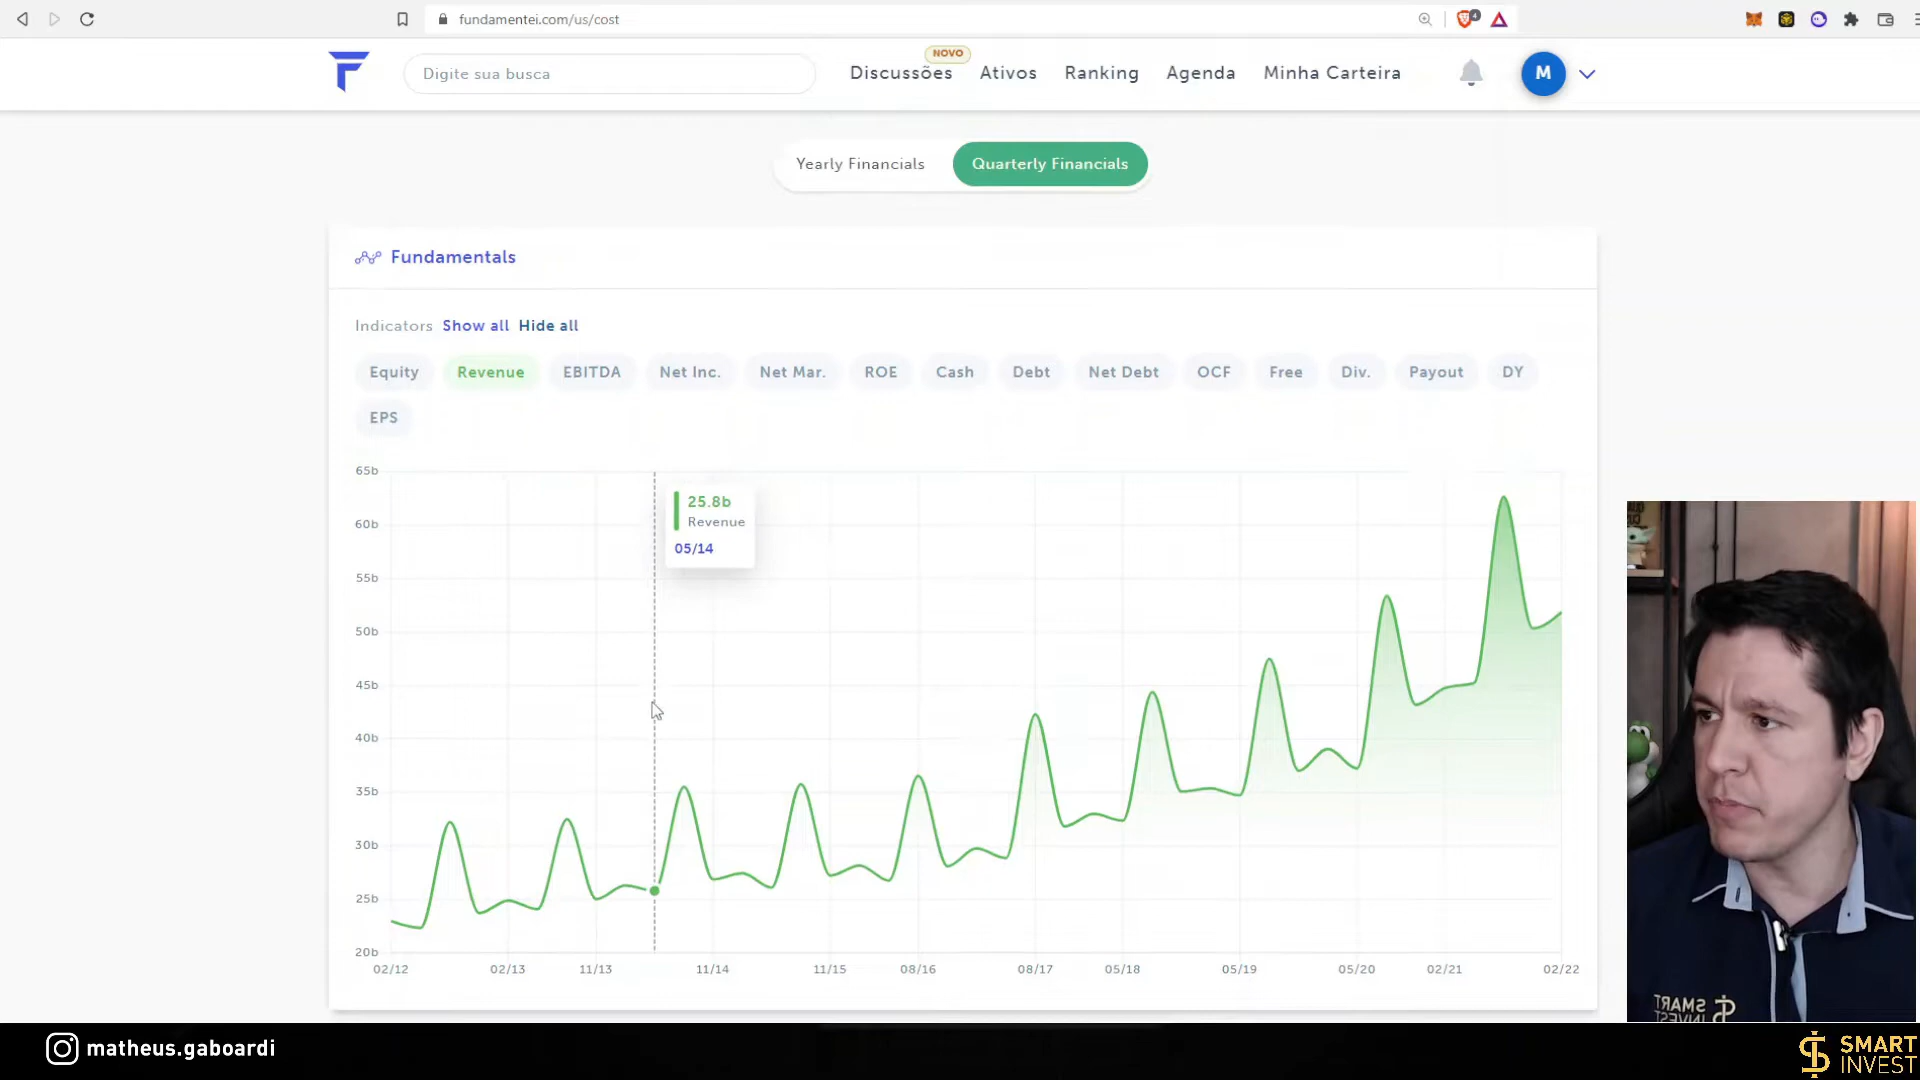 fundamentei.com/us/cost
4
Digite sua busca
NOVO
Discussões
Ativos
Ranking
Agenda
Minha Carteira
M
Yearly Financials
Quarterly Financials
Fundamentals
Indicators Show all Hide all
Equity Revenue EBITDA Net Inc. Net Mar. ROE Cash Debt Net Debt OCF Free Div. Payout DY
EPS
65b
60b
55b
50b
45b
40b
35b
30b
25b
20b
25.8b
Revenue
05/14
02/12 02/13 11/13 11/14 11/15 08/16 08/17 05/18 05/19 05/20 02/21 02/22
SMART
INVEST
matheus.gaboardi
SMART
INVEST